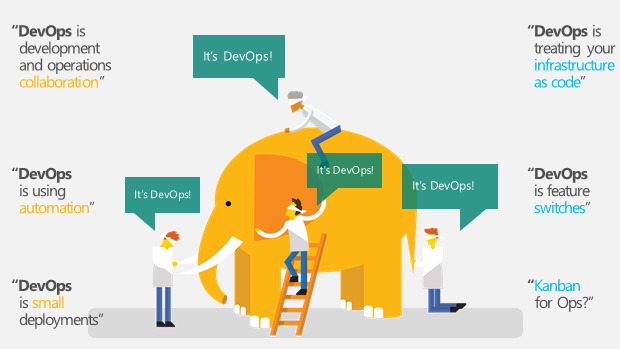 “DevOps is
development
and operations
collaboration”
“DevOps
is using
automation”
“DevOps
is small
deployments”
It's DevOps!
It's DevOps!
It's DevOps!
It's DevOps!
“DevOps is
treating your
infrastructure
as code”
“DevOps
is feature
switches”
“Kanban
for Ops?”